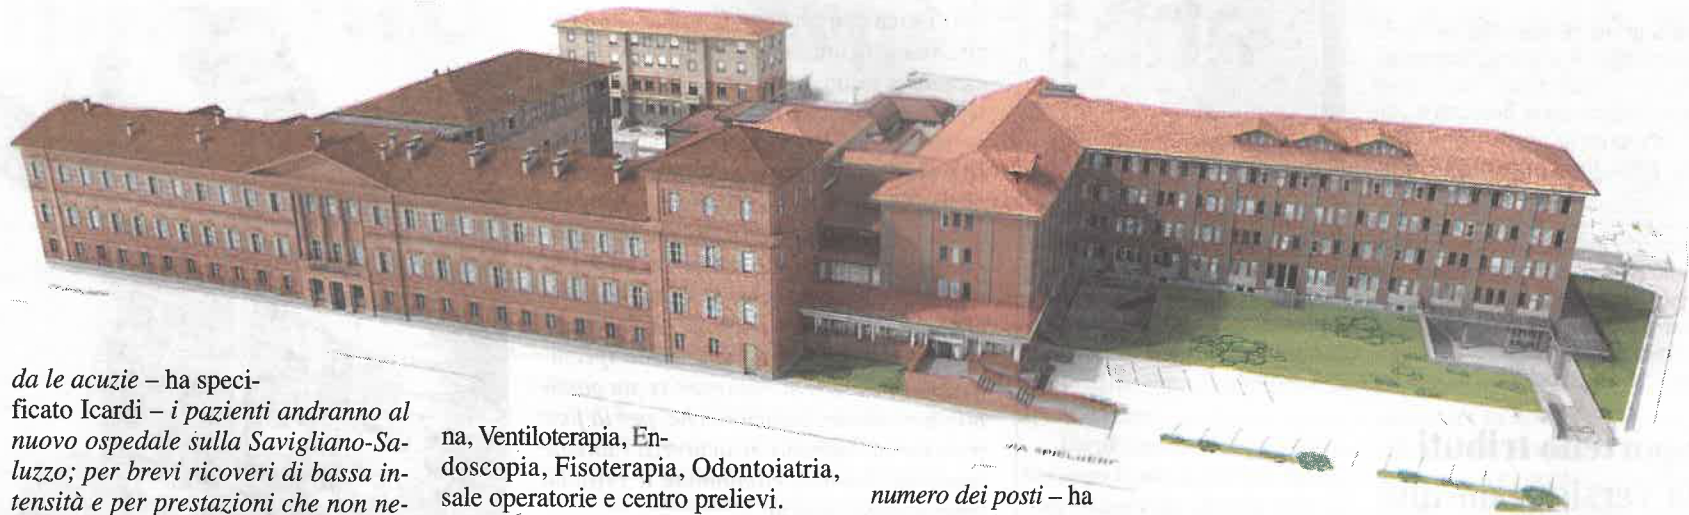 da le acuzie – ha speci-
ficato Icardi – i pazienti andranno al
nuovo ospedale sulla Savigliano-Sa-
luzzo; per brevi ricoveri di bassa in-
tensità e per prestazioni che non ne-
na, Ventiloterapia, En-
doscopia, Fisoterapia, Odontoiatria,
sale operatorie e centro prelievi.
numero dei posti – ha
VIA SPIELBERG